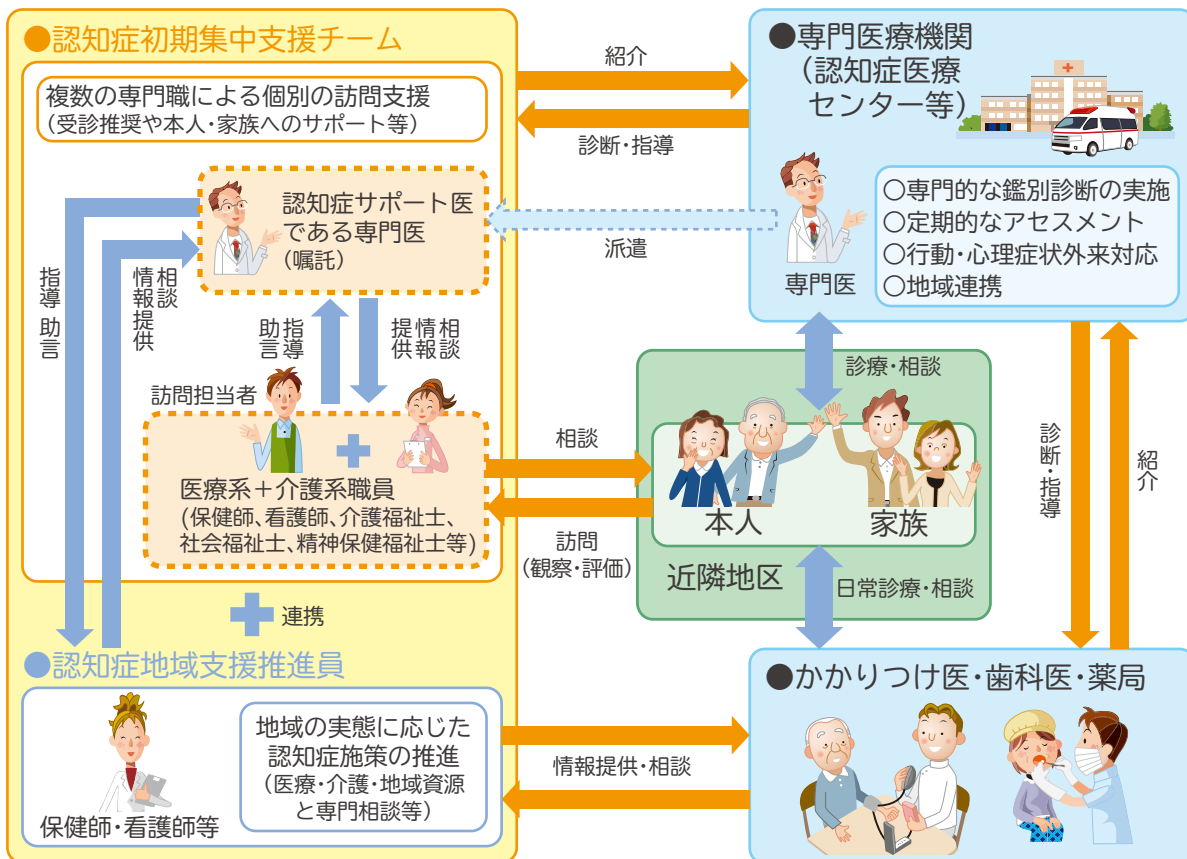 ●認知症初期集中支援チーム
複数の専門職による個別の訪問支援
(受診推奨や本人・家族へのサポート等)
認知症サポート医
である専門医
(嘱託)
指導 助言
相談
情報提供
指導
助言
相談
情報
提供
訪問担当者
医療系＋介護系職員
(保健師、看護師、介護福祉士、
社会福祉士、精神保健福祉士等)
連携
●認知症地域支援推進員
地域の実態に応じた
認知症施策の推進
(医療・介護・地域資源
と専門相談等)
保健師・看護師等
紹介
診断・指導
派遣
相談
訪問
(観察・評価)
情報提供・相談
●専門医療機関
(認知症医療
センター等)
専門医
○専門的な鑑別診断の実施
○定期的なアセスメント
○行動・心理症状外来対応
○地域連携
診療・相談
本人
家族
近隣地区
日常診療・相談
診断・指導
紹介
●かかりつけ医・歯科医・薬局